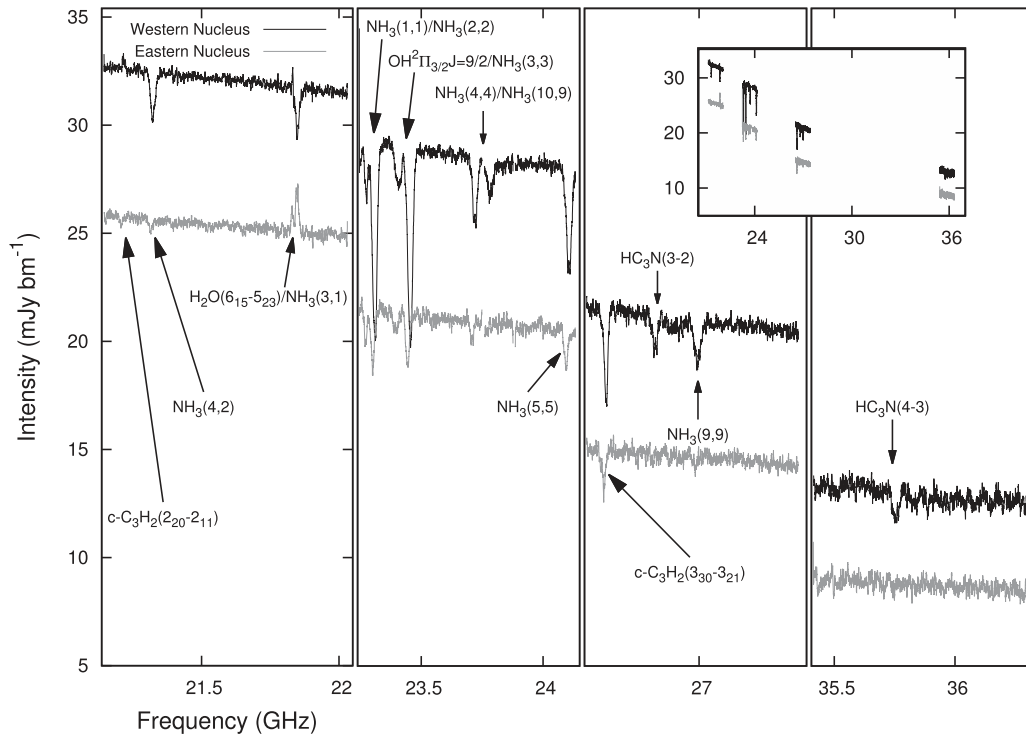 Western Nucleus
Eastern Nucleus
NH₃(1,1)/NH₃(2,2)
OH²Π₃/₂J=9/2/NH₃(3,3)
NH₃(4,4)/NH₃(10,9)
35
30
25
20
15
10
5
Intensity (mJy bm⁻¹)
30
20
10
24
30
36
H₂O(6₁₅-5₂₃)/NH₃(3,1)
NH₃(4,2)
c-C₃H₂(2₂₀-2₁₁)
NH₃(5,5)
HC₃N(3-2)
NH₃(9,9)
c-C₃H₂(3₃₀-3₂₁)
HC₃N(4-3)
21.5
22
23.5
24
27
35.5
36
Frequency (GHz)